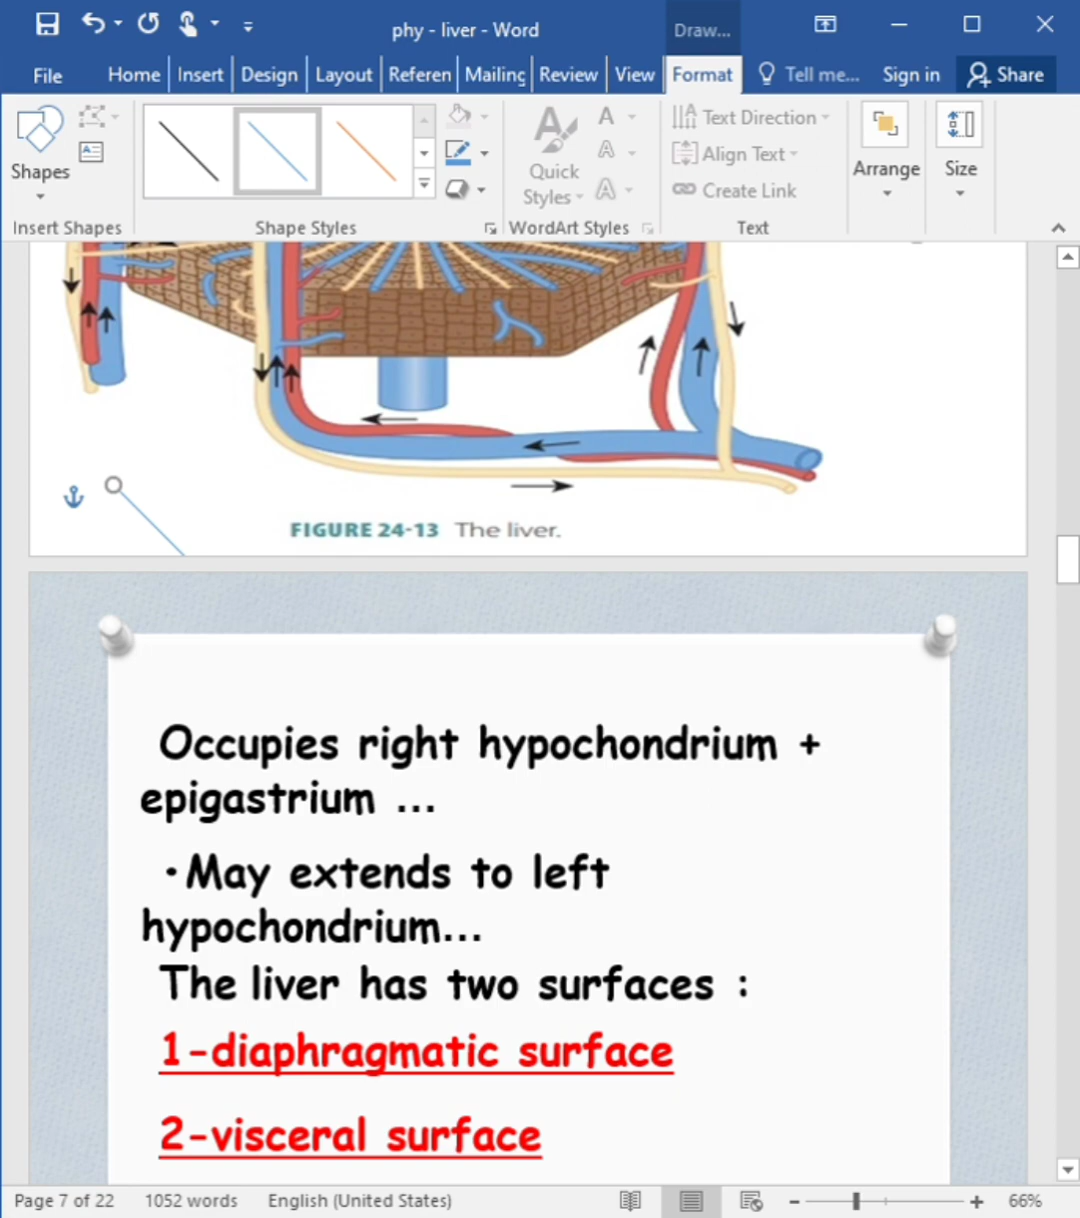 phy - liver - Word
Draw...
File
Home
Insert
Design
Layout
Referen
Mailing
Review
View
Format
Tell me...
Sign in
Share
Shapes
Quick
Styles
Text Direction
Align Text
Create Link
Arrange
Size
Insert Shapes
Shape Styles
WordArt Styles
Text
FIGURE 24-13 The liver.
Occupies right hypochondrium +
epigastrium ...
•May extends to left
hypochondrium...
The liver has two surfaces :
1-diaphragmatic surface
2-visceral surface
Page 7 of 22
1052 words
English (United States)
66%